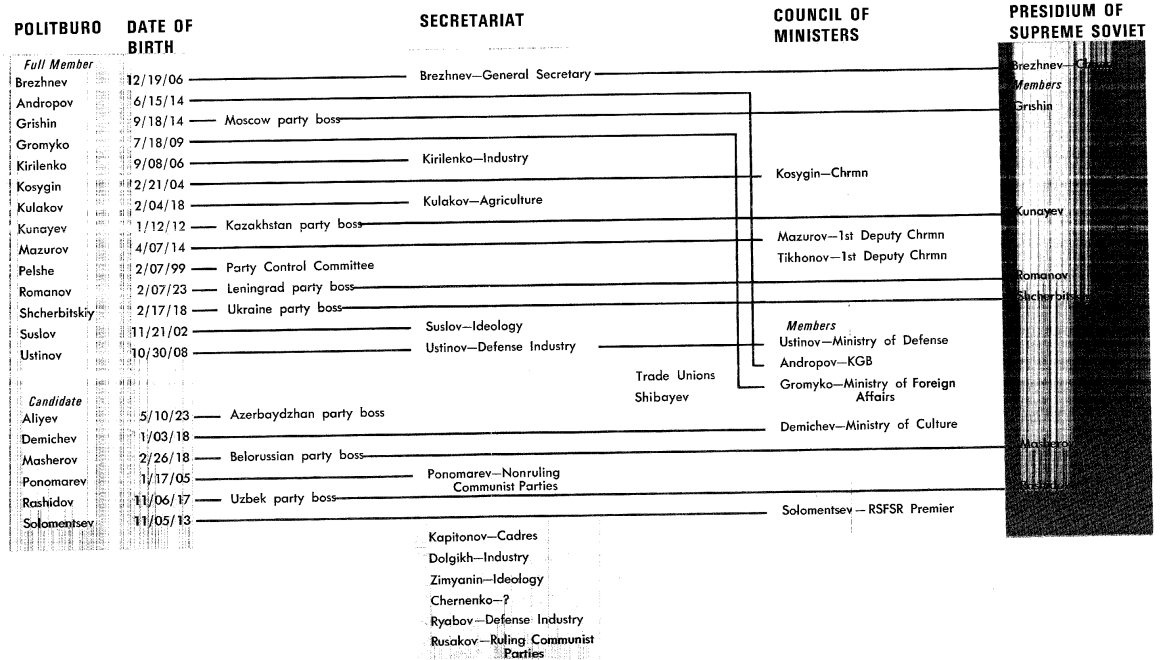 POLITBURO DATE OF BIRTH SECRETARIAT COUNCIL OF MINISTERS PRESIDIUM OF SUPREME SOVIET
Full Member
Brezhnev 12/19/06 Brezhnev—General Secretary Brezhnev—
Members
Andropov 6/15/14
Grishin 9/18/14 Moscow party boss Grishin
Gromyko 7/18/09
Kirilenko 9/08/06 Kirilenko—Industry
Kosygin 2/21/04 Kosygin—Chrmn
Kulakov 2/04/18 Kulakov—Agriculture
Kunayev 1/12/12 Kazakhstan party boss Kunayev
Mazurov 4/07/14 Mazurov—1st Deputy Chrmn
Tikhonov—1st Deputy Chrmn
Pelshe 2/07/99 Party Control Committee
Romanov 2/07/23 Leningrad party boss Romanov
Shcherbitskiy 2/17/18 Ukraine party boss
Suslov 11/21/02 Suslov—Ideology
Members
Ustinov 10/30/08 Ustinov—Defense Industry Ustinov—Ministry of Defense
Andropov—KGB
Trade Unions
Shibayev
Gromyko—Ministry of Foreign
Affairs
Candidate
Aliyev 5/10/23 Azerbaydzhan party boss
Demichev 1/03/18 Demichev—Ministry of Culture
Masherov 2/26/18 Belorussian party boss
Ponomarev 1/17/05 Ponomarev—Nonruling
Communist Parties
Rashidov 11/06/17 Uzbek party boss
Solomentsev 11/05/13 Solomentsev—RSFSR Premier
Kapitonov—Cadres
Dolgikh—Industry
Zimyanin—Ideology
Chernenko—?
Ryabov—Defense Industry
Rusakov—Ruling Communist
Parties